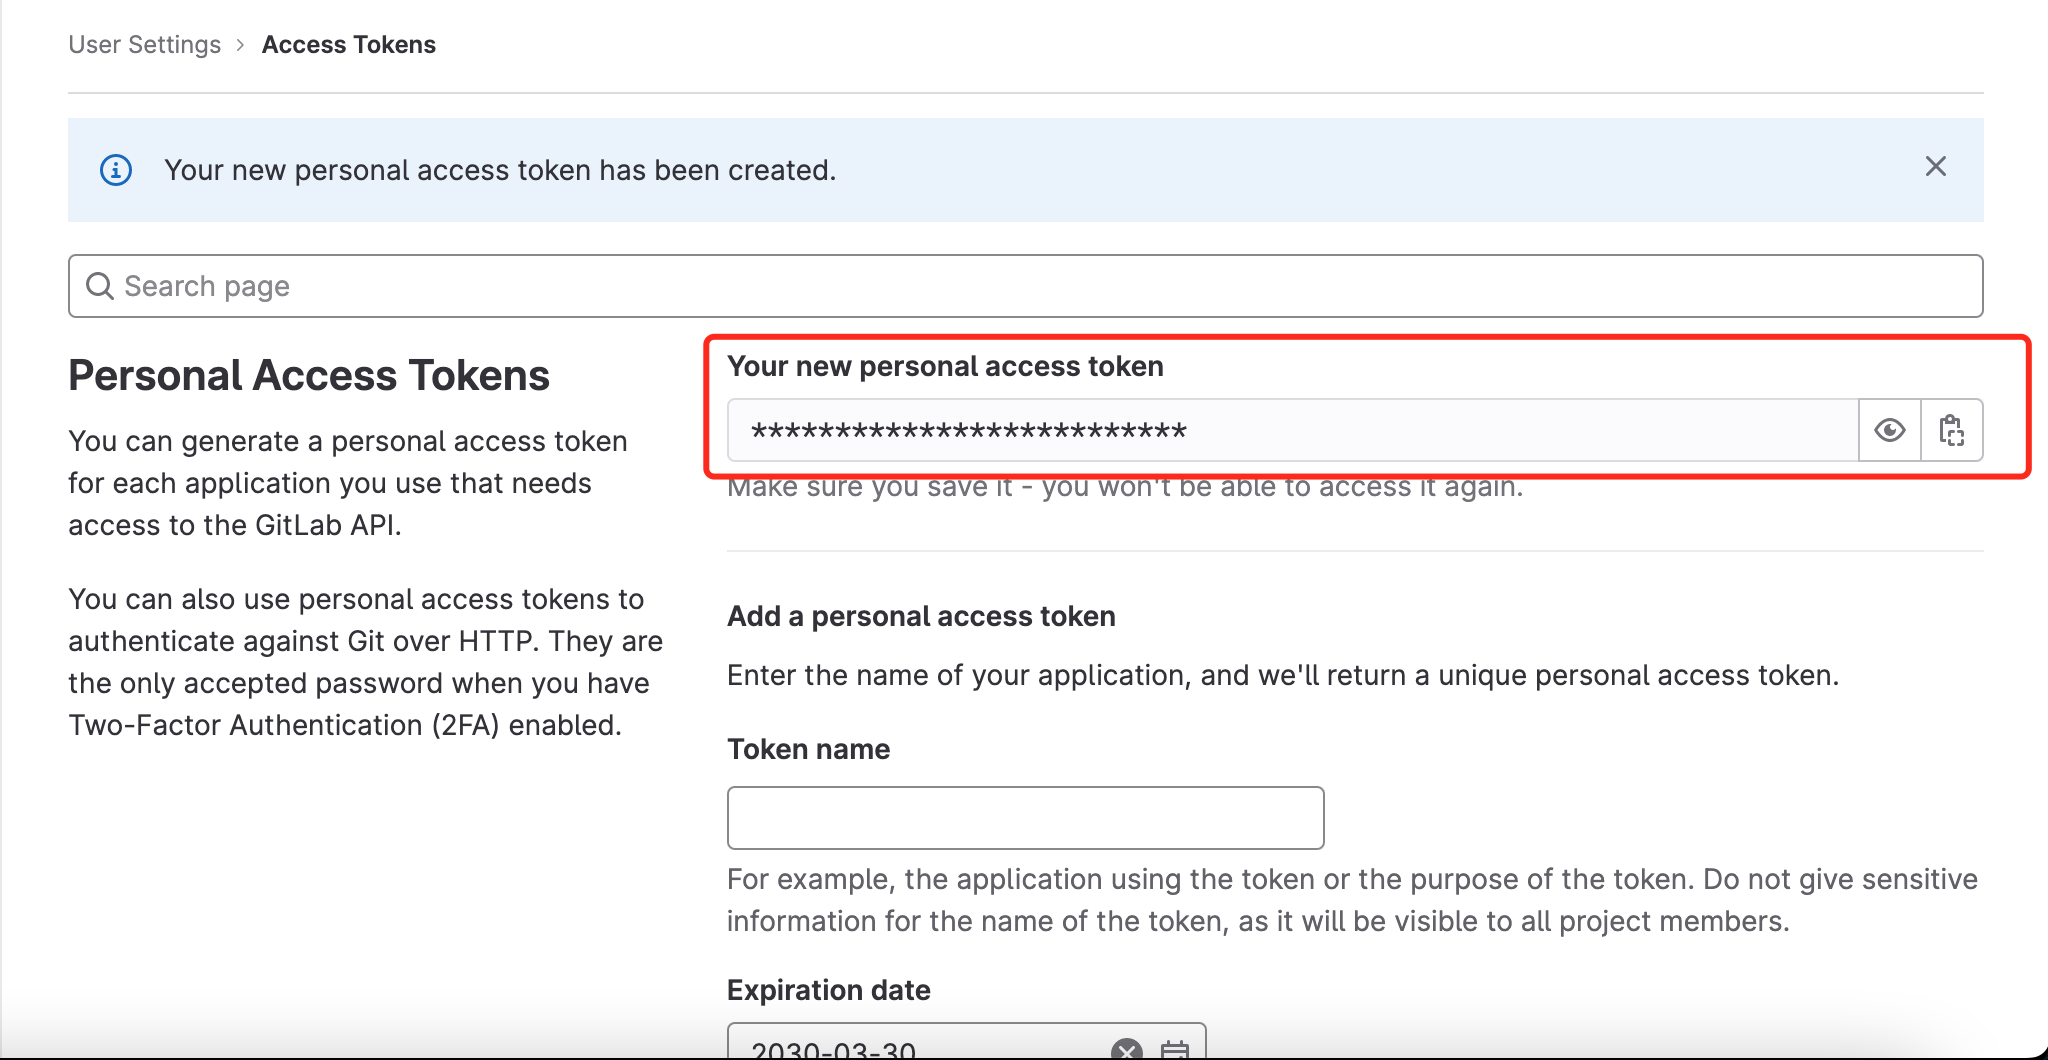 User Settings > Access Tokens
Your new personal access token has been created.
Search page
Personal Access Tokens
You can generate a personal access token
for each application you use that needs
access to the GitLab API.
You can also use personal access tokens to
authenticate against Git over HTTP. They are
the only accepted password when you have
Two-Factor Authentication (2FA) enabled.
Your new personal access token
**************************
Make sure you save it - you won't be able to access it again.
Add a personal access token
Enter the name of your application, and we'll return a unique personal access token.
Token name
For example, the application using the token or the purpose of the token. Do not give sensitive
information for the name of the token, as it will be visible to all project members.
Expiration date
2030-03-30